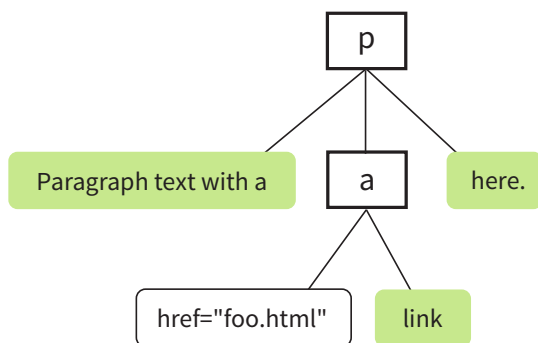 p
Paragraph text with a
a
here.
href="foo.html"
link